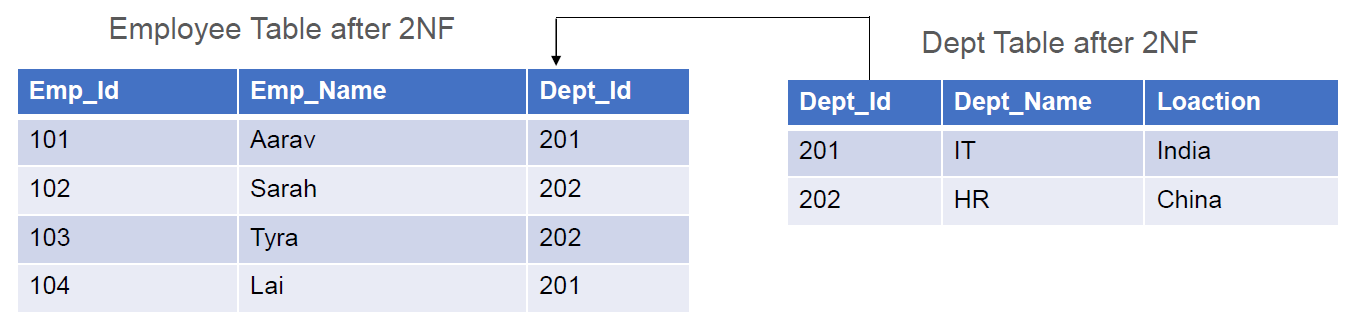 Employee Table after 2NF
Emp_Id Emp_Name Dept_Id
101 Aarav 201
102 Sarah 202
103 Tyra 202
104 Lai 201
Dept Table after 2NF
Dept_Id Dept_Name Loaction
201 IT India
202 HR China